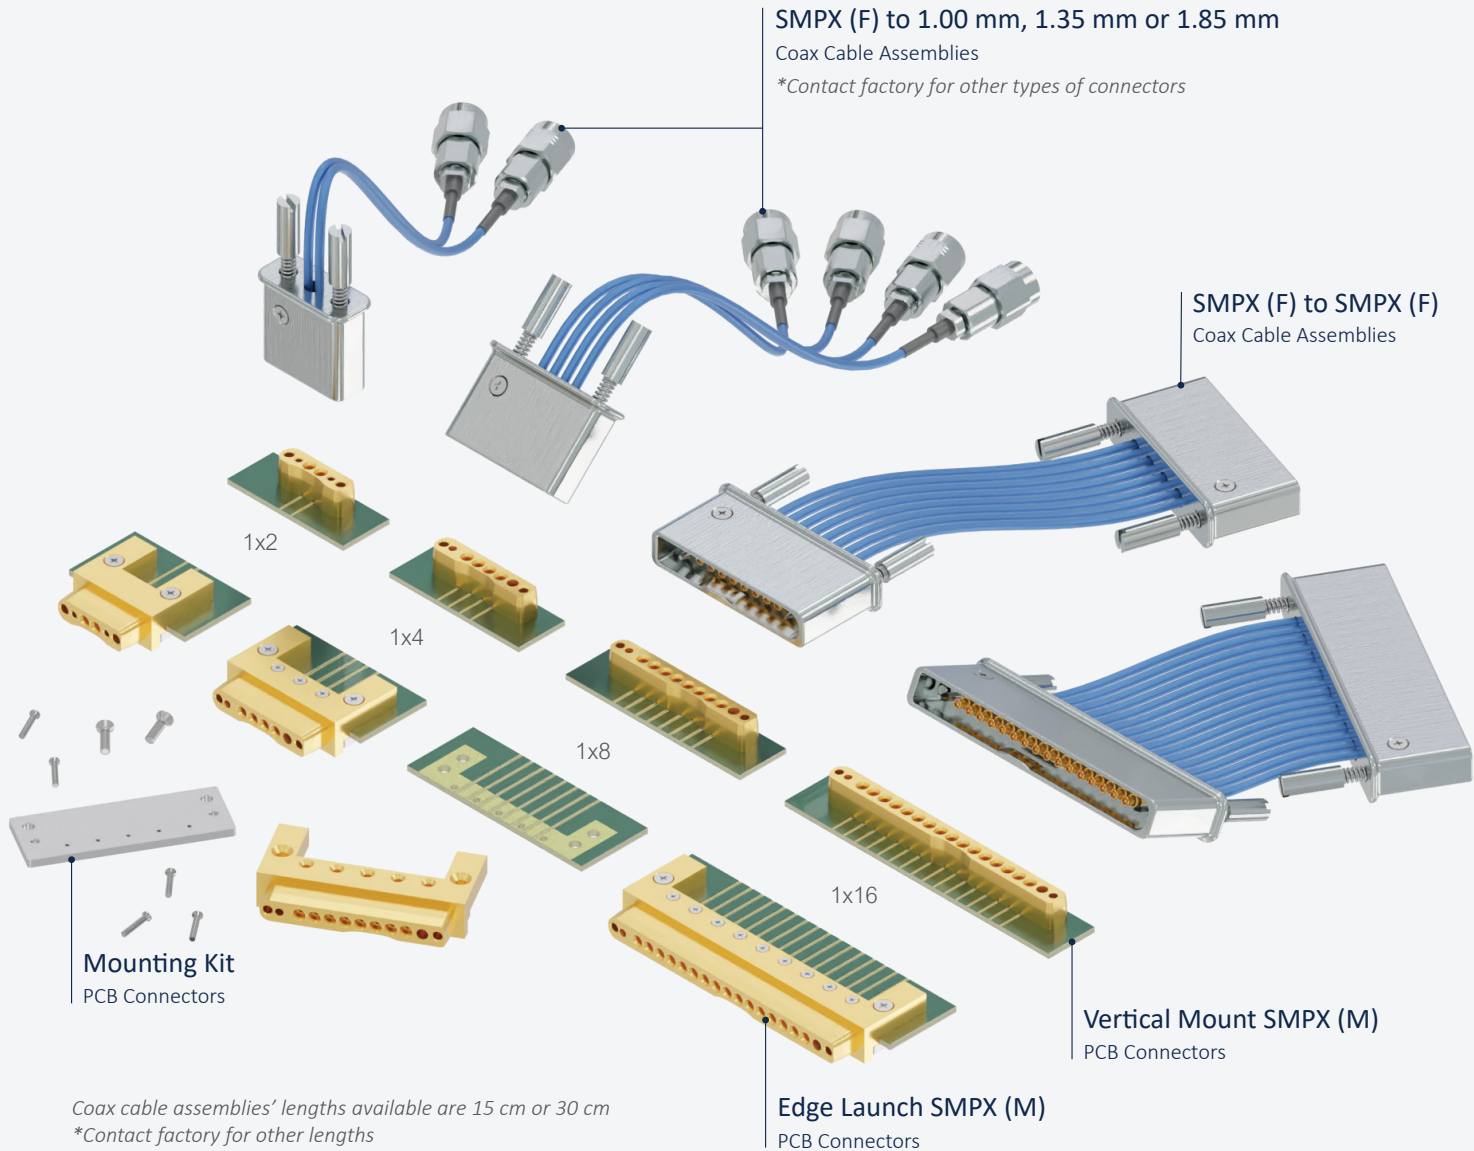 SMPX (F) to 1.00 mm, 1.35 mm or 1.85 mm
Coax Cable Assemblies
*Contact factory for other types of connectors
SMPX (F) to SMPX (F)
Coax Cable Assemblies
1x2
1x4
1x8
1x16
Mounting Kit
PCB Connectors
Vertical Mount SMPX (M)
PCB Connectors
Edge Launch SMPX (M)
PCB Connectors
Coax cable assemblies’ lengths available are 15 cm or 30 cm
*Contact factory for other lengths